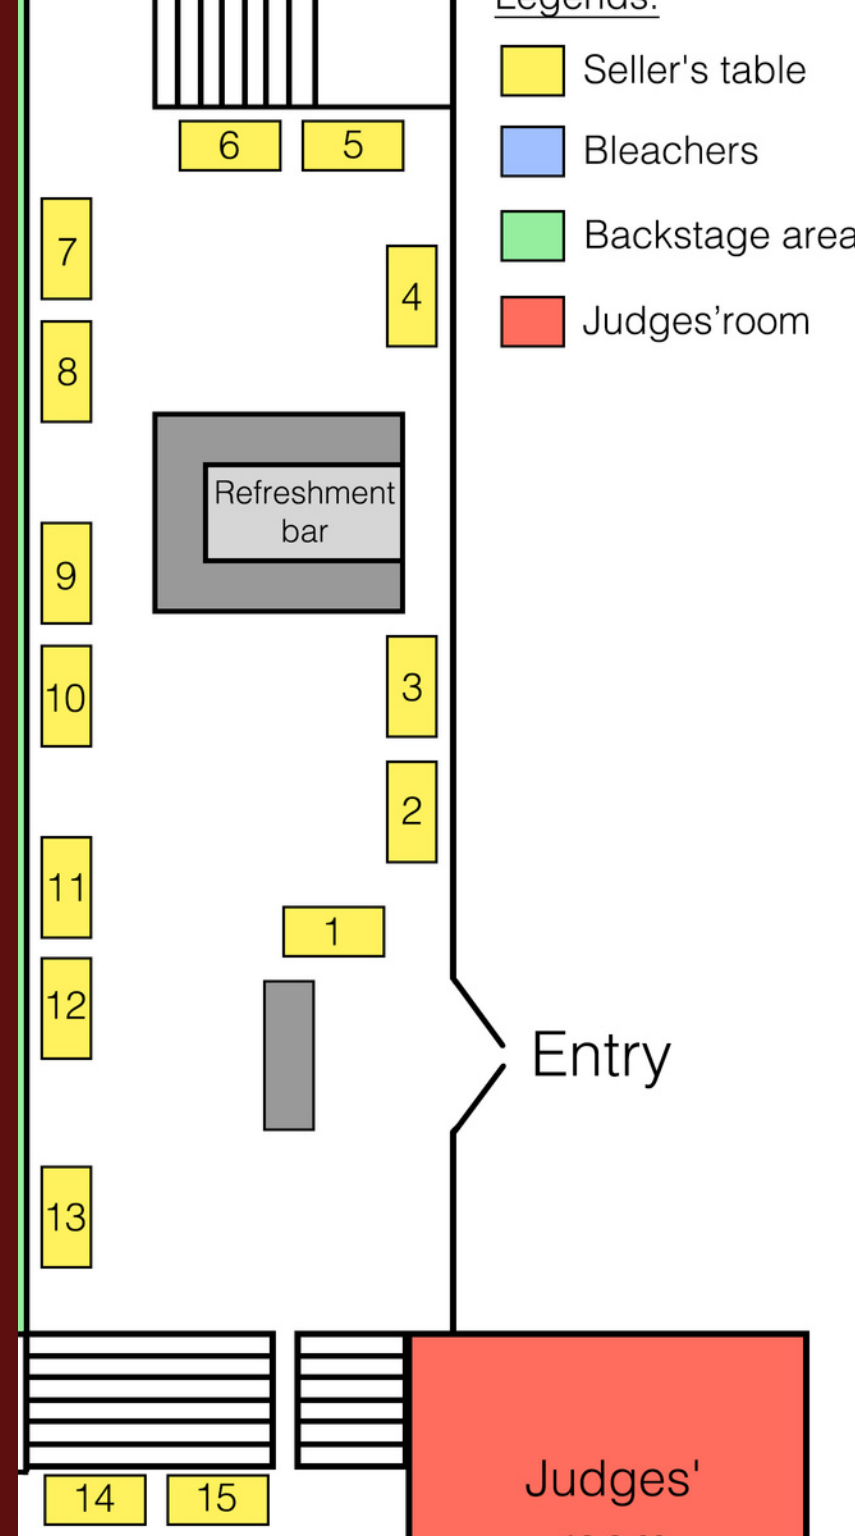 Legends:
Seller's table
Bleachers
Backstage area
Judges’room
6 5
7
4
8
Refreshment
bar
9
3
10
2
11
1
12
Entry
13
Judges'
14 15